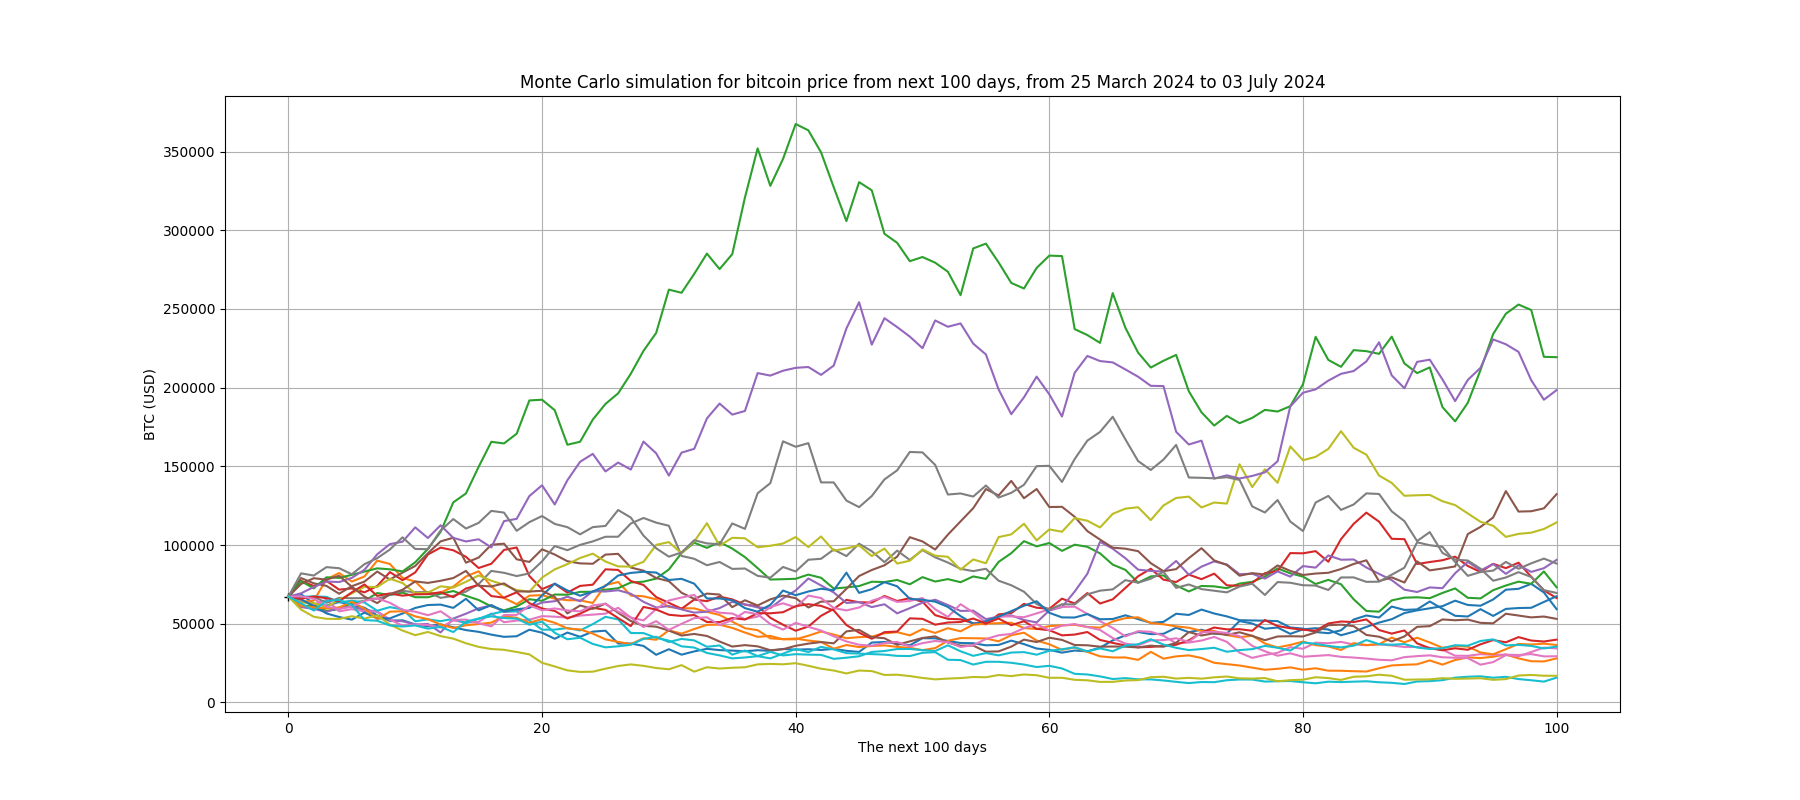 Monte Carlo simulation for bitcoin price from next 100 days, from 25 March 2024 to 03 July 2024
350000
300000
250000
200000
150000
100000
50000
0
BTC (USD)
0 20 40 60 80 100
The next 100 days